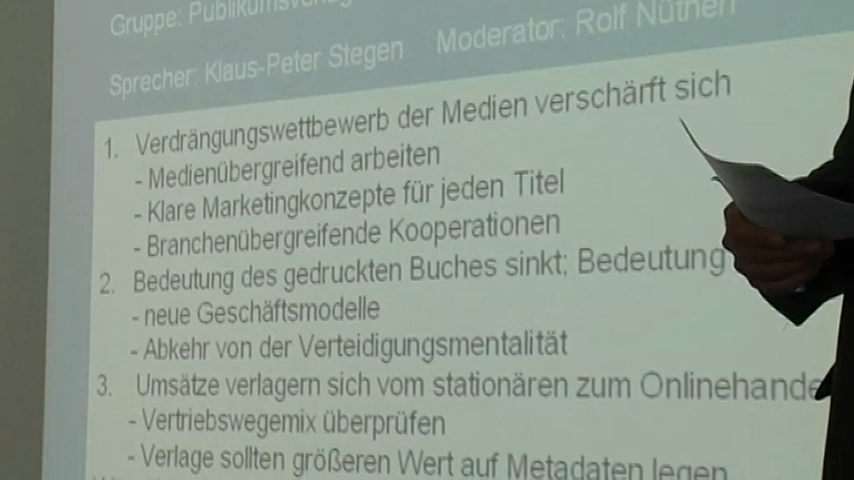 Gruppe:
Sprecher: Klaus-Peter Stegen Moderator: Rolf Nüthen
1. Verdrängungswettbewerb der Medien verschärft sich
- Medienübergreifend arbeiten
- Klare Marketingkonzepte für jeden Titel
- Branchenübergreifende Kooperationen
2. Bedeutung des gedruckten Buches sinkt; Bedeutung
- neue Geschäftsmodelle
- Abkehr von der Verteidigungsmentalität
3. Umsätze verlagern sich vom stationären zum Onlinehande
- Vertriebswegemix überprüfen
- Verlage sollten größeren Wert auf Metadaten legen